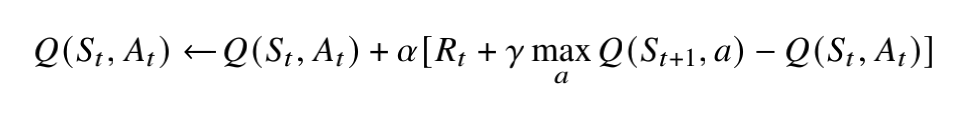 Q(S_t, A_t) ← Q(S_t, A_t) + α[R_t + γ max_a Q(S_{t+1}, a) − Q(S_t, A_t)]